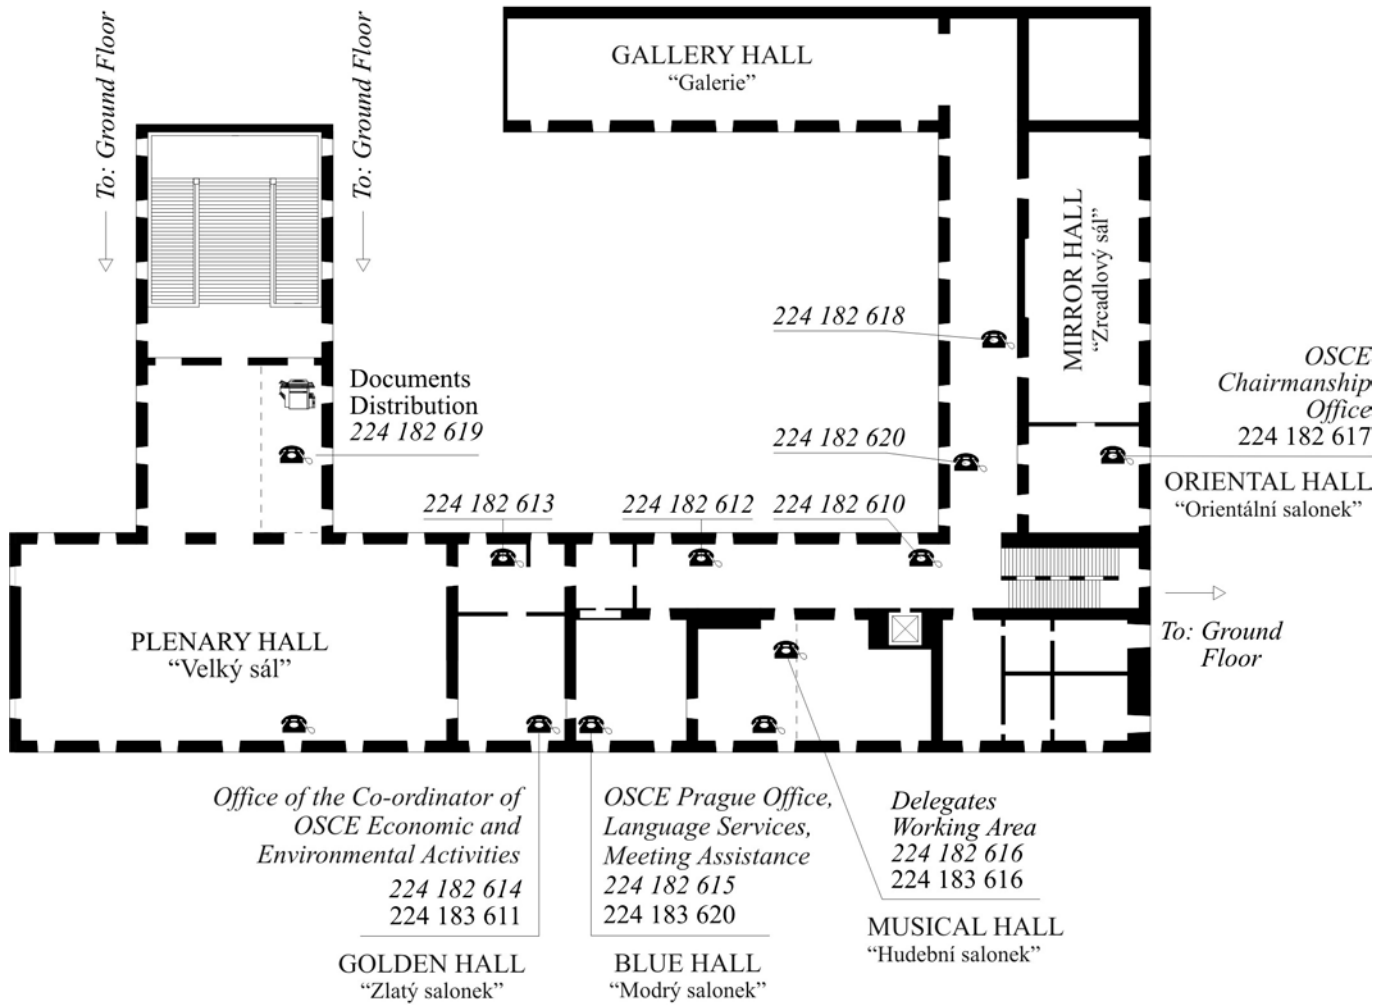 To: Ground Floor
To: Ground Floor
GALLERY HALL
“Galerie”
MIRROR HALL
“Zrcadlový sál”
224 182 618
OSCE
Chairmanship
Office
224 182 617
ORIENTAL HALL
“Orientální salonek”
Documents
Distribution
224 182 619
224 182 620
224 182 613
224 182 612
224 182 610
To: Ground
Floor
PLENARY HALL
“Velký sál”
Office of the Co-ordinator of
OSCE Economic and
Environmental Activities
224 182 614
224 183 611
GOLDEN HALL
“Zlatý salonek”
OSCE Prague Office,
Language Services,
Meeting Assistance
224 182 615
224 183 620
BLUE HALL
“Modrý salonek”
Delegates
Working Area
224 182 616
224 183 616
MUSICAL HALL
“Hudební salonek”